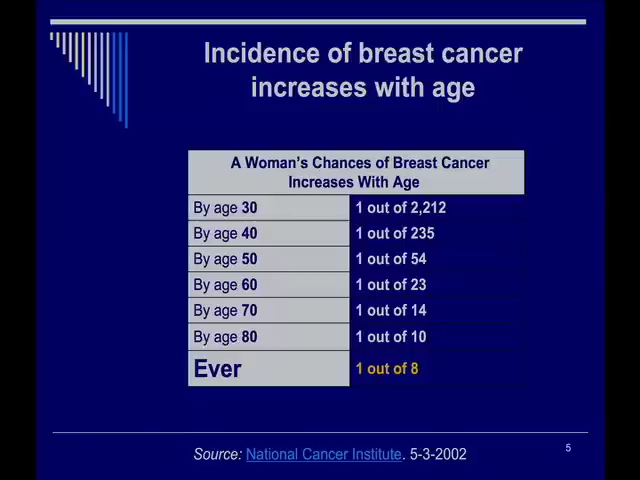 Incidence of breast cancer
increases with age
A Woman's Chances of Breast Cancer
Increases With Age
By age 30 1 out of 2,212
By age 40 1 out of 235
By age 50 1 out of 54
By age 60 1 out of 23
By age 70 1 out of 14
By age 80 1 out of 10
Ever 1 out of 8
5
Source: National Cancer Institute. 5-3-2002